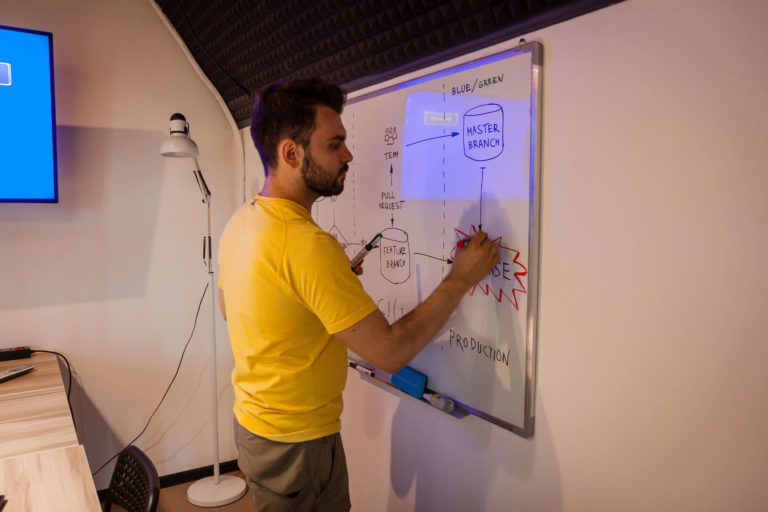 BLUE/GREEN
TEAM
MASTER
BRANCH
PULL
REQUEST
FEATURE
BRANCH
PRODUCTION